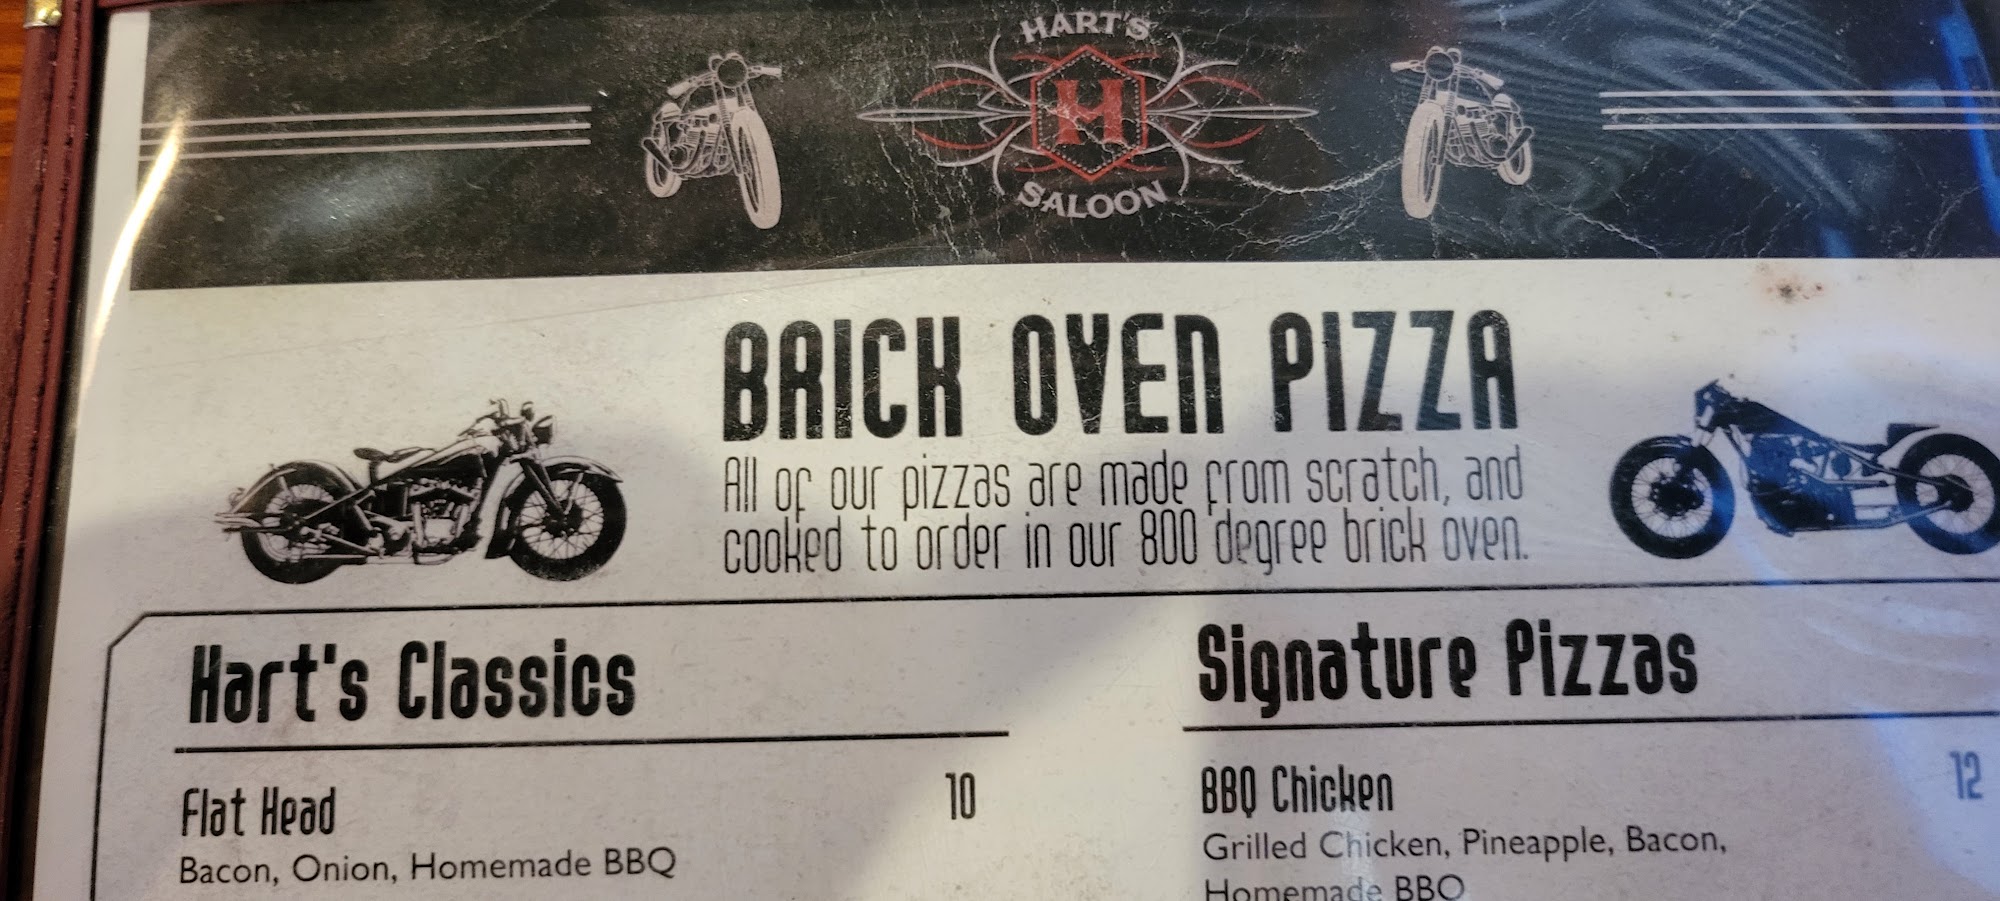 HART'S
H
SALOON
BRICK OVEN PIZZA
All of our pizzas are made from scratch, and
cooked to order in our 800 degree brick oven.
Hart's Classics
Flat Head 10
Bacon, Onion, Homemade BBQ
Signature Pizzas
BBQ Chicken 12
Grilled Chicken, Pineapple, Bacon,
Homemade BBQ